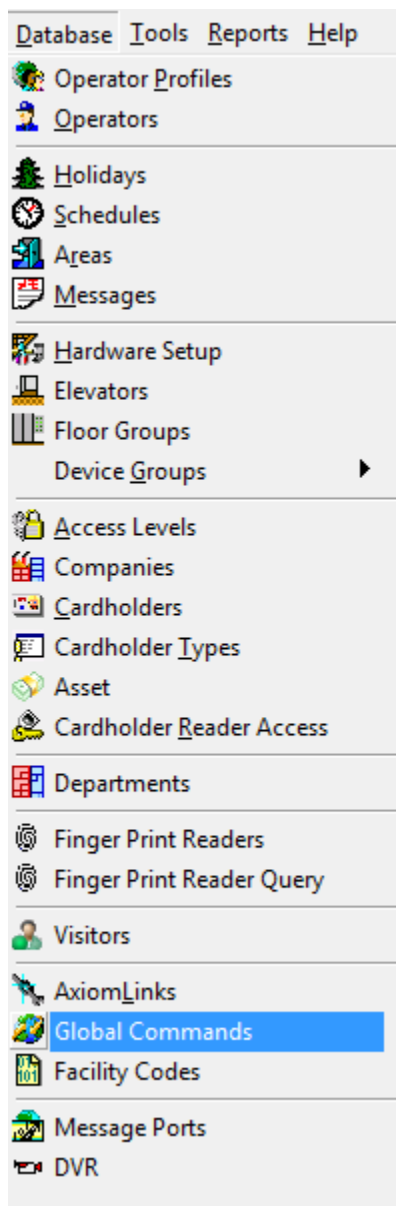 Database Tools Reports Help
Operator Profiles
Operators
Holidays
Schedules
Areas
Messages
Hardware Setup
Elevators
Floor Groups
Device Groups
Access Levels
Companies
Cardholders
Cardholder Types
Asset
Cardholder Reader Access
Departments
Finger Print Readers
Finger Print Reader Query
Visitors
AxiomLinks
Global Commands
Facility Codes
Message Ports
DVR